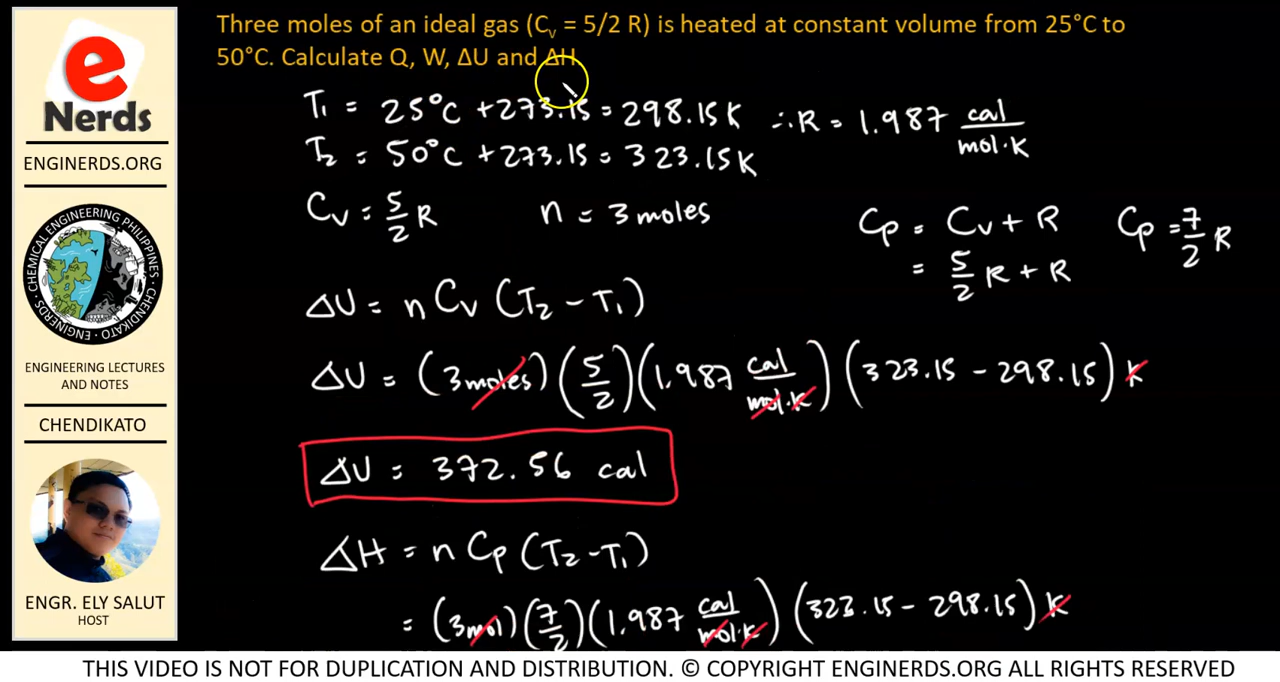 Three moles of an ideal gas (Cv = 5/2 R) is heated at constant volume from 25°C to
50°C. Calculate Q, W, ΔU and ΔH
e
Nerds
ENGINERDS.ORG
CHEMICAL ENGINEERING PHILIPPINES • CHENDIKATO • ENGINERDS •
ENGINEERING LECTURES
AND NOTES
CHENDIKATO
ENGR. ELY SALUT
HOST
T1 = 25°C + 273.15 = 298.15K ∴R = 1.987 cal/mol·K
T2 = 50°C + 273.15 = 323.15K
Cv = 5/2 R n = 3 moles
Cp = Cv + R Cp = 7/2 R
= 5/2 R + R
ΔU = n Cv (T2 - T1)
ΔU = (3 moles) (5/2) (1.987 cal/mol·K) (323.15 - 298.15) K
ΔU = 372.56 cal
ΔH = n Cp (T2 - T1)
= (3 mol) (7/2) (1.987 cal/mol·K) (323.15 - 298.15) K
THIS VIDEO IS NOT FOR DUPLICATION AND DISTRIBUTION. © COPYRIGHT ENGINERDS.ORG ALL RIGHTS RESERVED